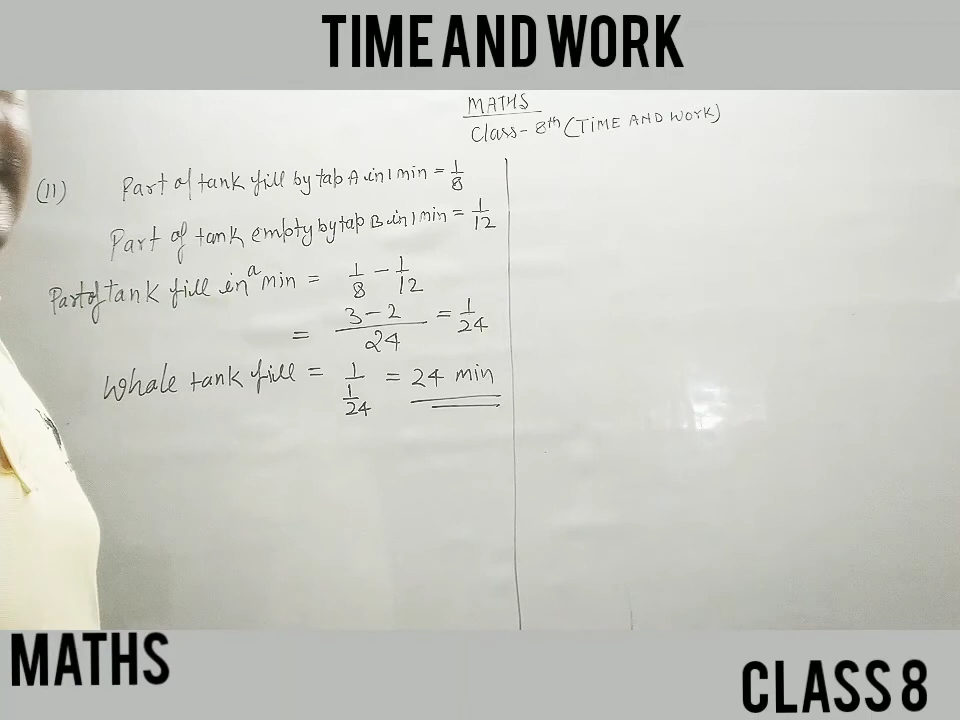 TIME AND WORK
MATHS
Class- 8th (TIME AND WORK)
(11) Part of tank fill by tap A in 1 min = 1/8
Part of tank empty by tap B in 1 min = 1/12
Part of tank fill in a min = 1/8 - 1/12
= 3-2/24 = 1/24
Whale tank fill = 1/(1/24) = 24 min
MATHS
CLASS 8